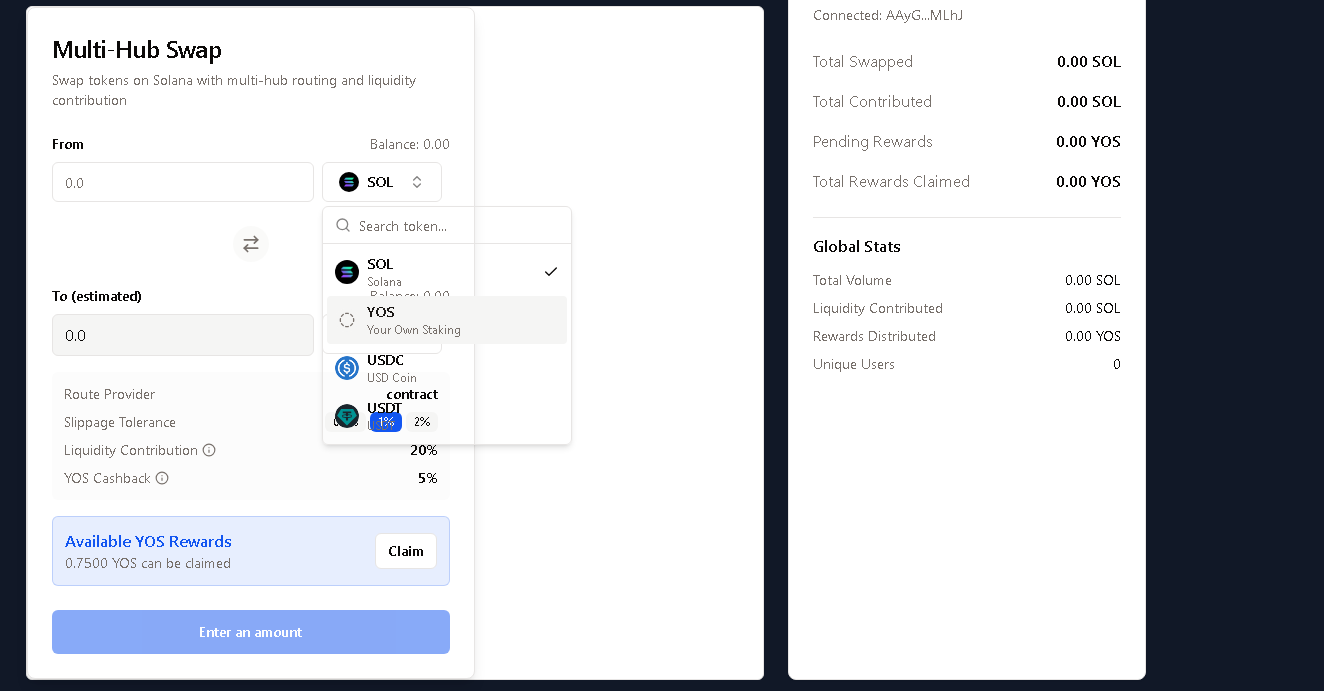 Multi-Hub Swap
Swap tokens on Solana with multi-hub routing and liquidity
contribution
From
Balance: 0.00
0.0
SOL
Search token...
SOL
Solana
Balance: 0.00
To (estimated)
0.0
YOS
Your Own Staking
USDC
USD Coin
Route Provider
contract
USDT
Slippage Tolerance
1%
2%
Liquidity Contribution
20%
YOS Cashback
5%
Available YOS Rewards
0.7500 YOS can be claimed
Claim
Enter an amount
Connected: AAyG...MLhJ
Total Swapped
0.00 SOL
Total Contributed
0.00 SOL
Pending Rewards
0.00 YOS
Total Rewards Claimed
0.00 YOS
Global Stats
Total Volume
0.00 SOL
Liquidity Contributed
0.00 SOL
Rewards Distributed
0.00 YOS
Unique Users
0